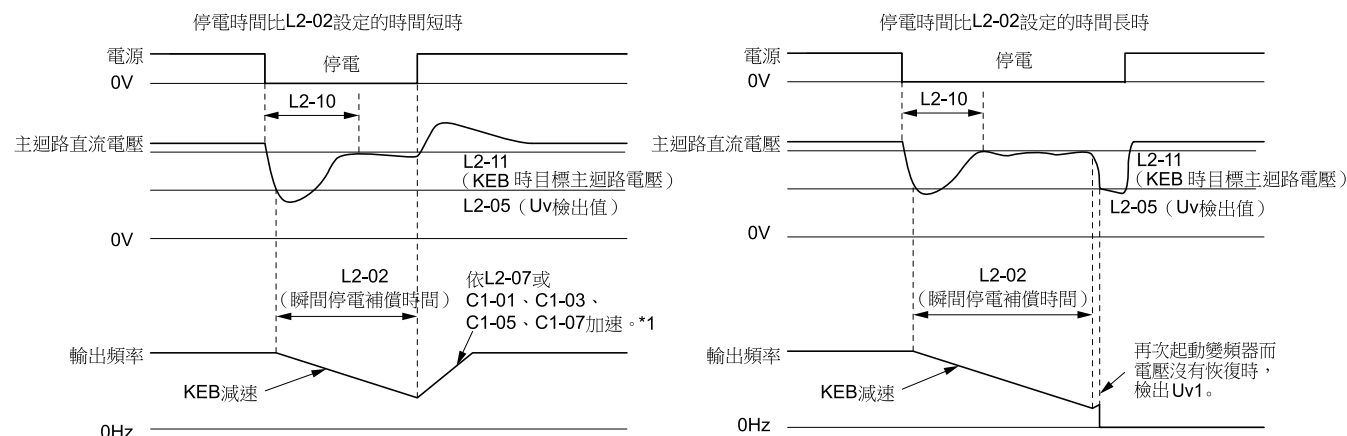 停電時間比L2-02設定的時間短時
電源
停電
0V
L2-10
主迴路直流電壓
L2-11
（KEB 時目標主迴路電壓）
L2-05（Uv檢出值）
0V
L2-02
（瞬間停電補償時間）
依L2-07或
C1-01、C1-03、
C1-05、C1-07加速。*1
輸出頻率
KEB減速
0Hz
停電時間比L2-02設定的時間長時
電源
停電
0V
L2-10
主迴路直流電壓
L2-11
（KEB 時目標主迴路電壓）
L2-05（Uv檢出值）
0V
L2-02
（瞬間停電補償時間）
輸出頻率
KEB減速
再次起動變頻器而
電壓沒有恢復時，
檢出Uv1。
0Hz